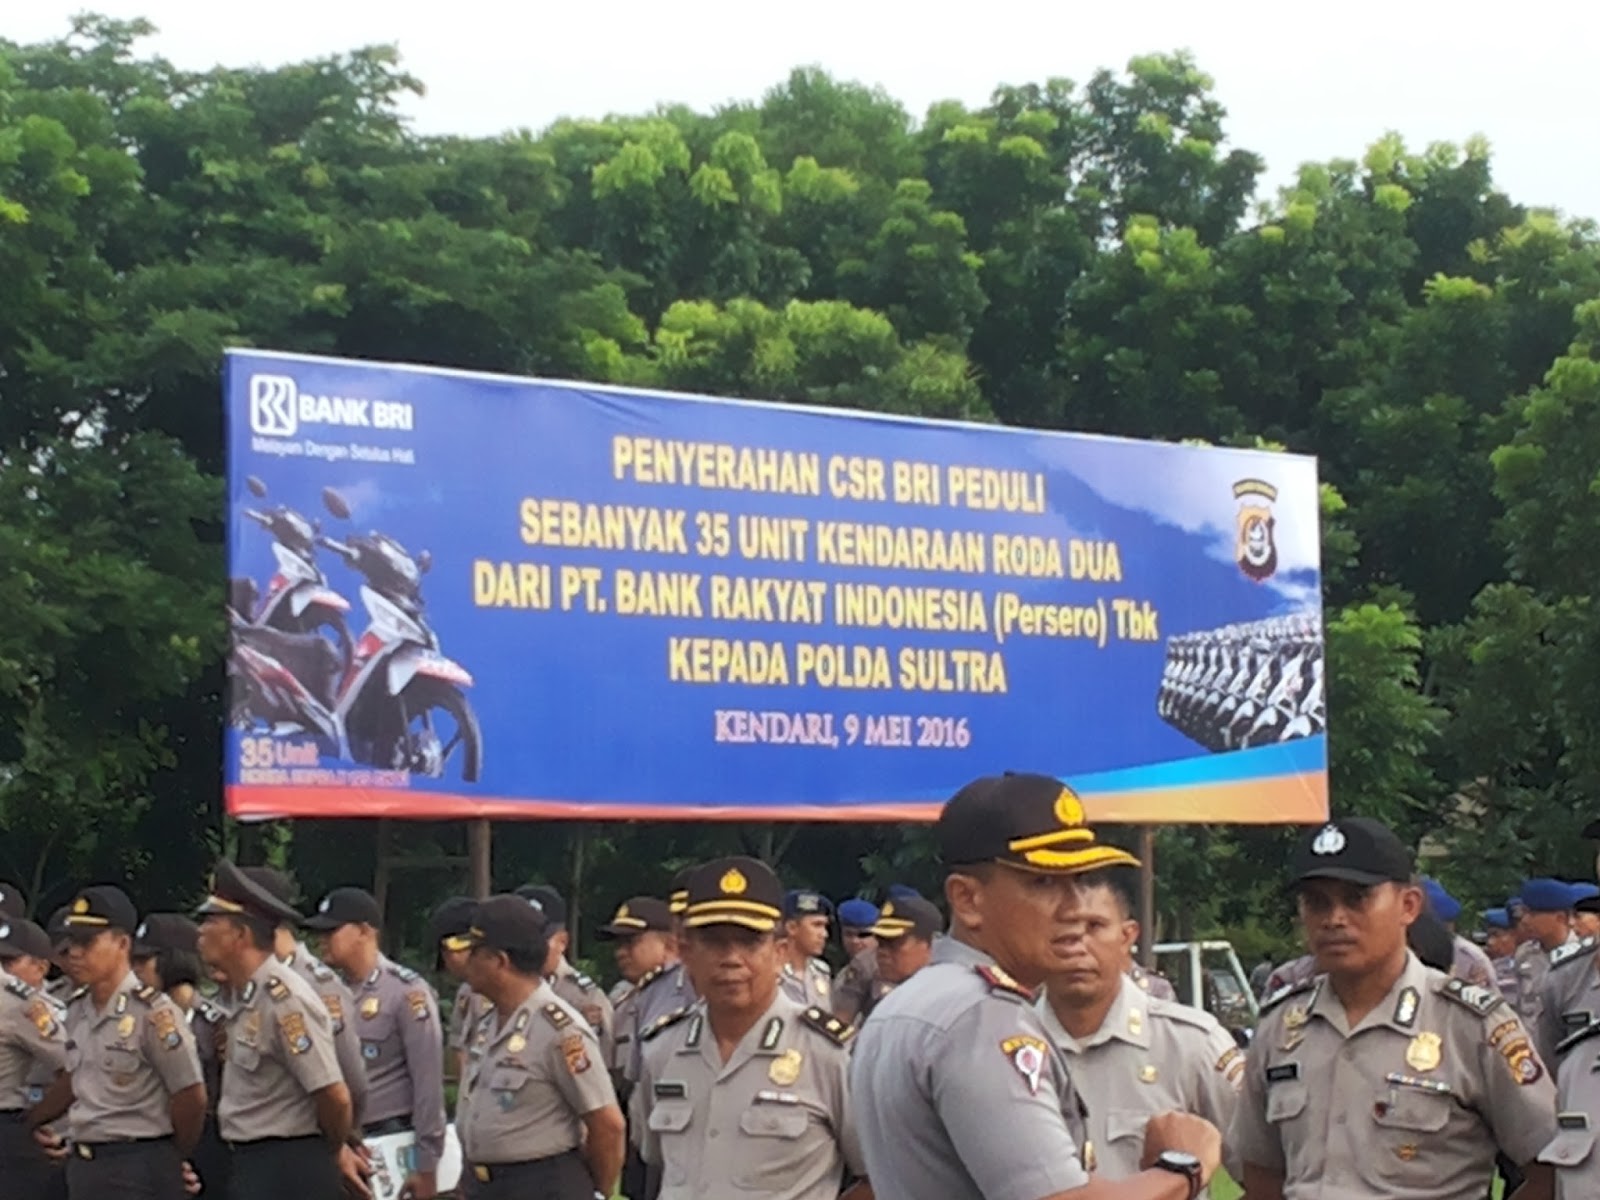 BANK BRI
Melayani Dengan Setulus Hati
PENYERAHAN CSR BRI PEDULI
SEBANYAK 35 UNIT KENDARAAN RODA DUA
DARI PT. BANK RAKYAT INDONESIA (Persero) Tbk
KEPADA POLDA SULTRA
KENDARI, 9 MEI 2016
35 Unit